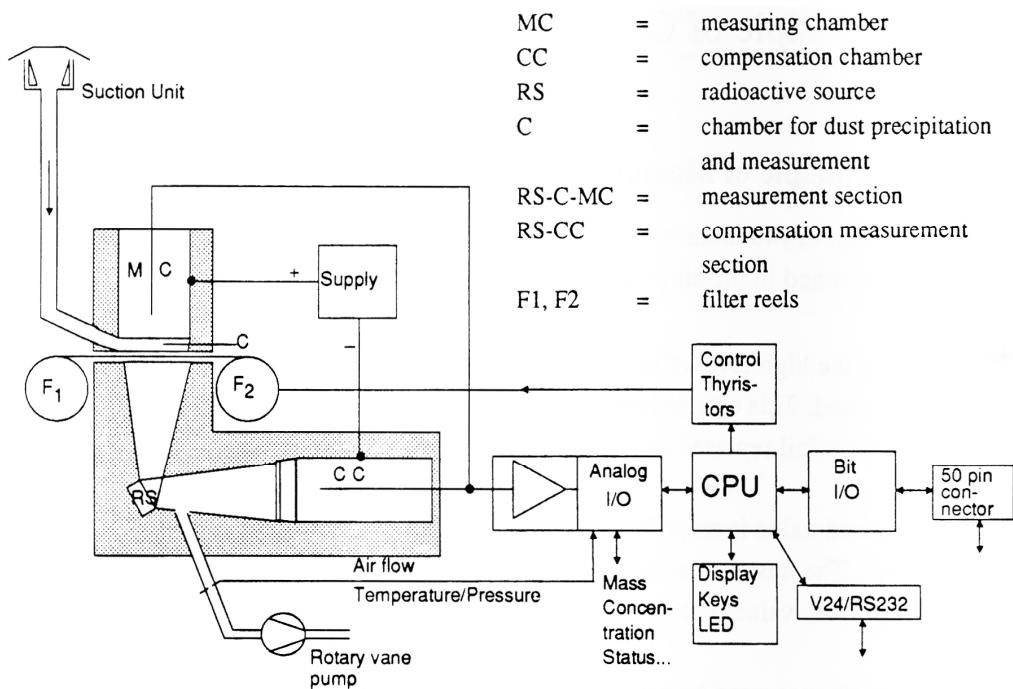 MC = measuring chamber
CC = compensation chamber
RS = radioactive source
C = chamber for dust precipitation
and measurement
RS-C-MC = measurement section
RS-CC = compensation measurement
section
F1, F2 = filter reels
Suction Unit
M C
+
Supply
C
−
F1
F2
Control
Thyris-
tors
C C
RS
Analog
I/O
CPU
Bit
I/O
50 pin
con-
nector
Air flow
Temperature/Pressure
Mass
Concen-
tration
Status...
Display
Keys
LED
V24/RS232
Rotary vane
pump